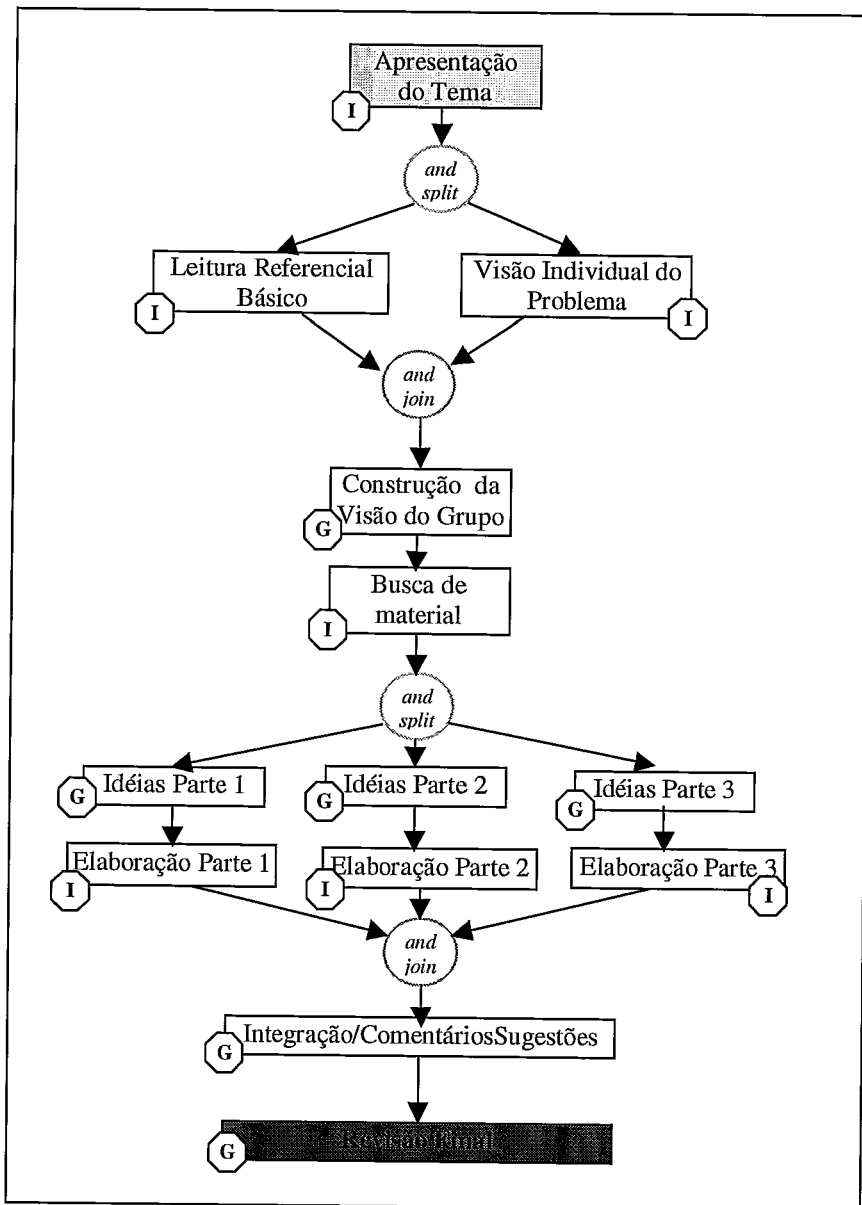 Apresentação
do Tema
I
and
split
Leitura Referencial
Básico
I
Visão Individual do
Problema
I
and
join
Construção da
Visão do Grupo
G
Busca de
material
I
and
split
Idéias Parte 1
G
Idéias Parte 2
G
Idéias Parte 3
G
Elaboração Parte 1
I
Elaboração Parte 2
I
Elaboração Parte 3
I
and
join
Integração/ComentáriosSugestões
G
Revisão Final
G